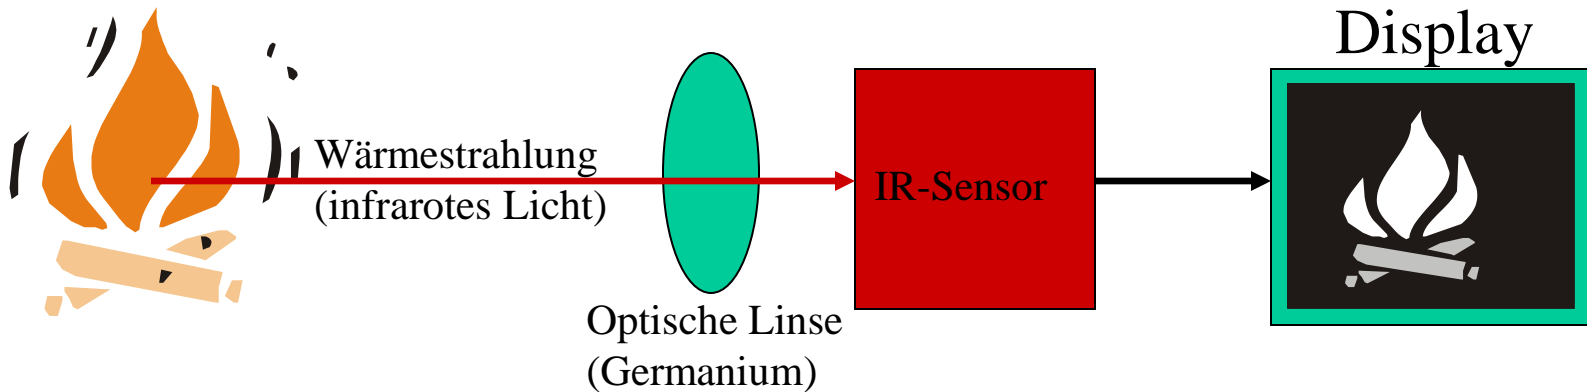 Display
Wärmestrahlung
(infrarotes Licht)
IR-Sensor
Optische Linse
(Germanium)